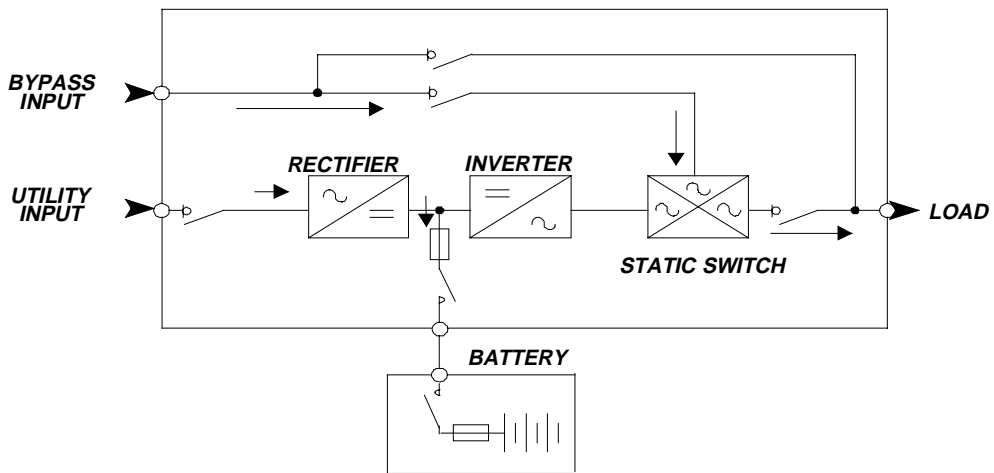 BYPASS
INPUT
RECTIFIER
INVERTER
UTILITY
INPUT
LOAD
STATIC SWITCH
BATTERY